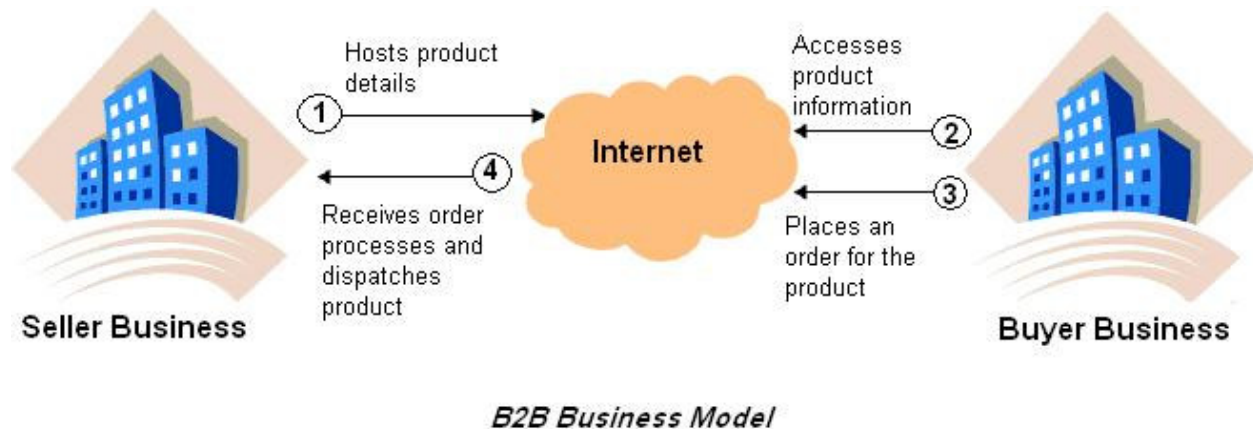 Hosts product
details
1
Accesses
product
information
2
Internet
4
3
Receives order
processes and
dispatches
product
Places an
order for the
product
Seller Business
Buyer Business
B2B Business Model